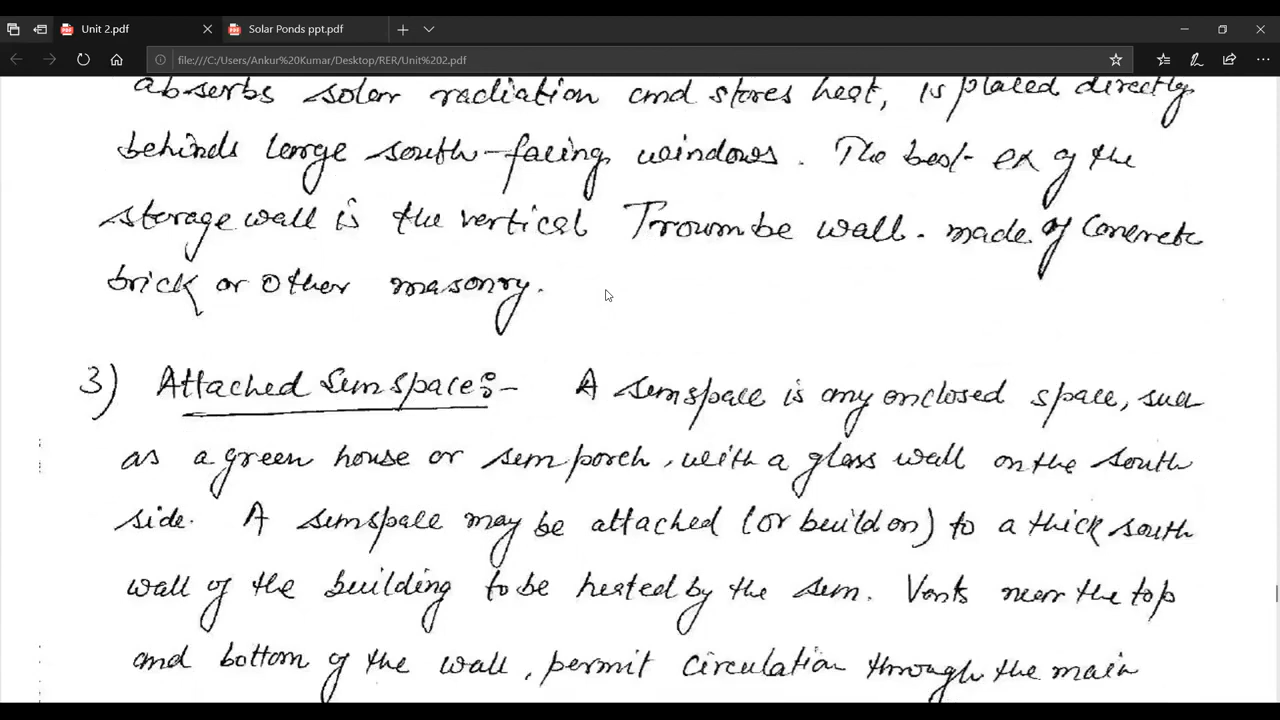 Unit 2.pdf
Solar Ponds ppt.pdf
file:///C:/Users/Ankur%20Kumar/Desktop/RER/Unit%202.pdf
absorbs solar radiation and stores heat, is placed directly
behinds large south-facing windows. The best ex of the
storage wall is the vertical Troumbe wall. made of concrete
brick or other masonry.
3) Attached Sunspace:- A sunspace is any enclosed space, such
as a green house or sun porch, with a glass wall on the south
side. A sunspace may be attached (or build on) to a thick south
wall of the building to be heated by the sun. Vents near the top
and bottom of the wall, permit circulation through the main